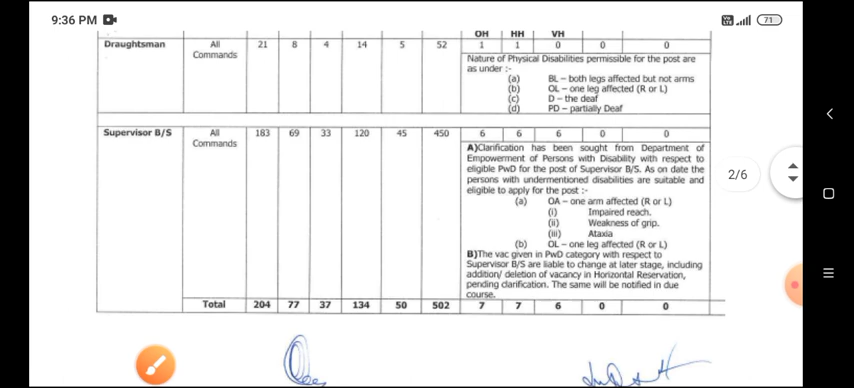 9:36 PM
Vo LTE
71
OH HH VH
Draughtsman All 21 8 4 14 5 52 1 1 0 0 0
Commands
Nature of Physical Disabilities permissible for the post are
as under :-
(a) BL – both legs affected but not arms
(b) OL – one leg affected (R or L)
(c) D – the deaf
(d) PD – partially Deaf
Supervisor B/S All 183 69 33 120 45 450 6 6 6 0 0
Commands
A)Clarification has been sought from Department of
Empowerment of Persons with Disability with respect to
eligible PwD for the post of Supervisor B/S. As on date the
persons with undermentioned disabilities are suitable and
eligible to apply for the post :-
(a) OA – one arm affected (R or L)
(i) Impaired reach.
(ii) Weakness of grip.
(iii) Ataxia
(b) OL – one leg affected (R or L)
B)The vac given in PwD category with respect to
Supervisor B/S are liable to change at later stage, including
addition/ deletion of vacancy in Horizontal Reservation,
pending clarification. The same will be notified in due
course.
Total 204 77 37 134 50 502 7 7 6 0 0
2/6